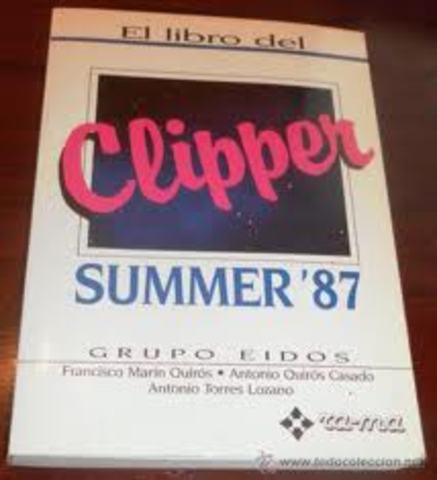 El libro del
Clipper
SUMMER '87
GRUPO EIDOS
Francisco Marín Quirós • Antonio Quirós Casado
Antonio Torres Lozano
ra-ma
www.todocoleccion.net